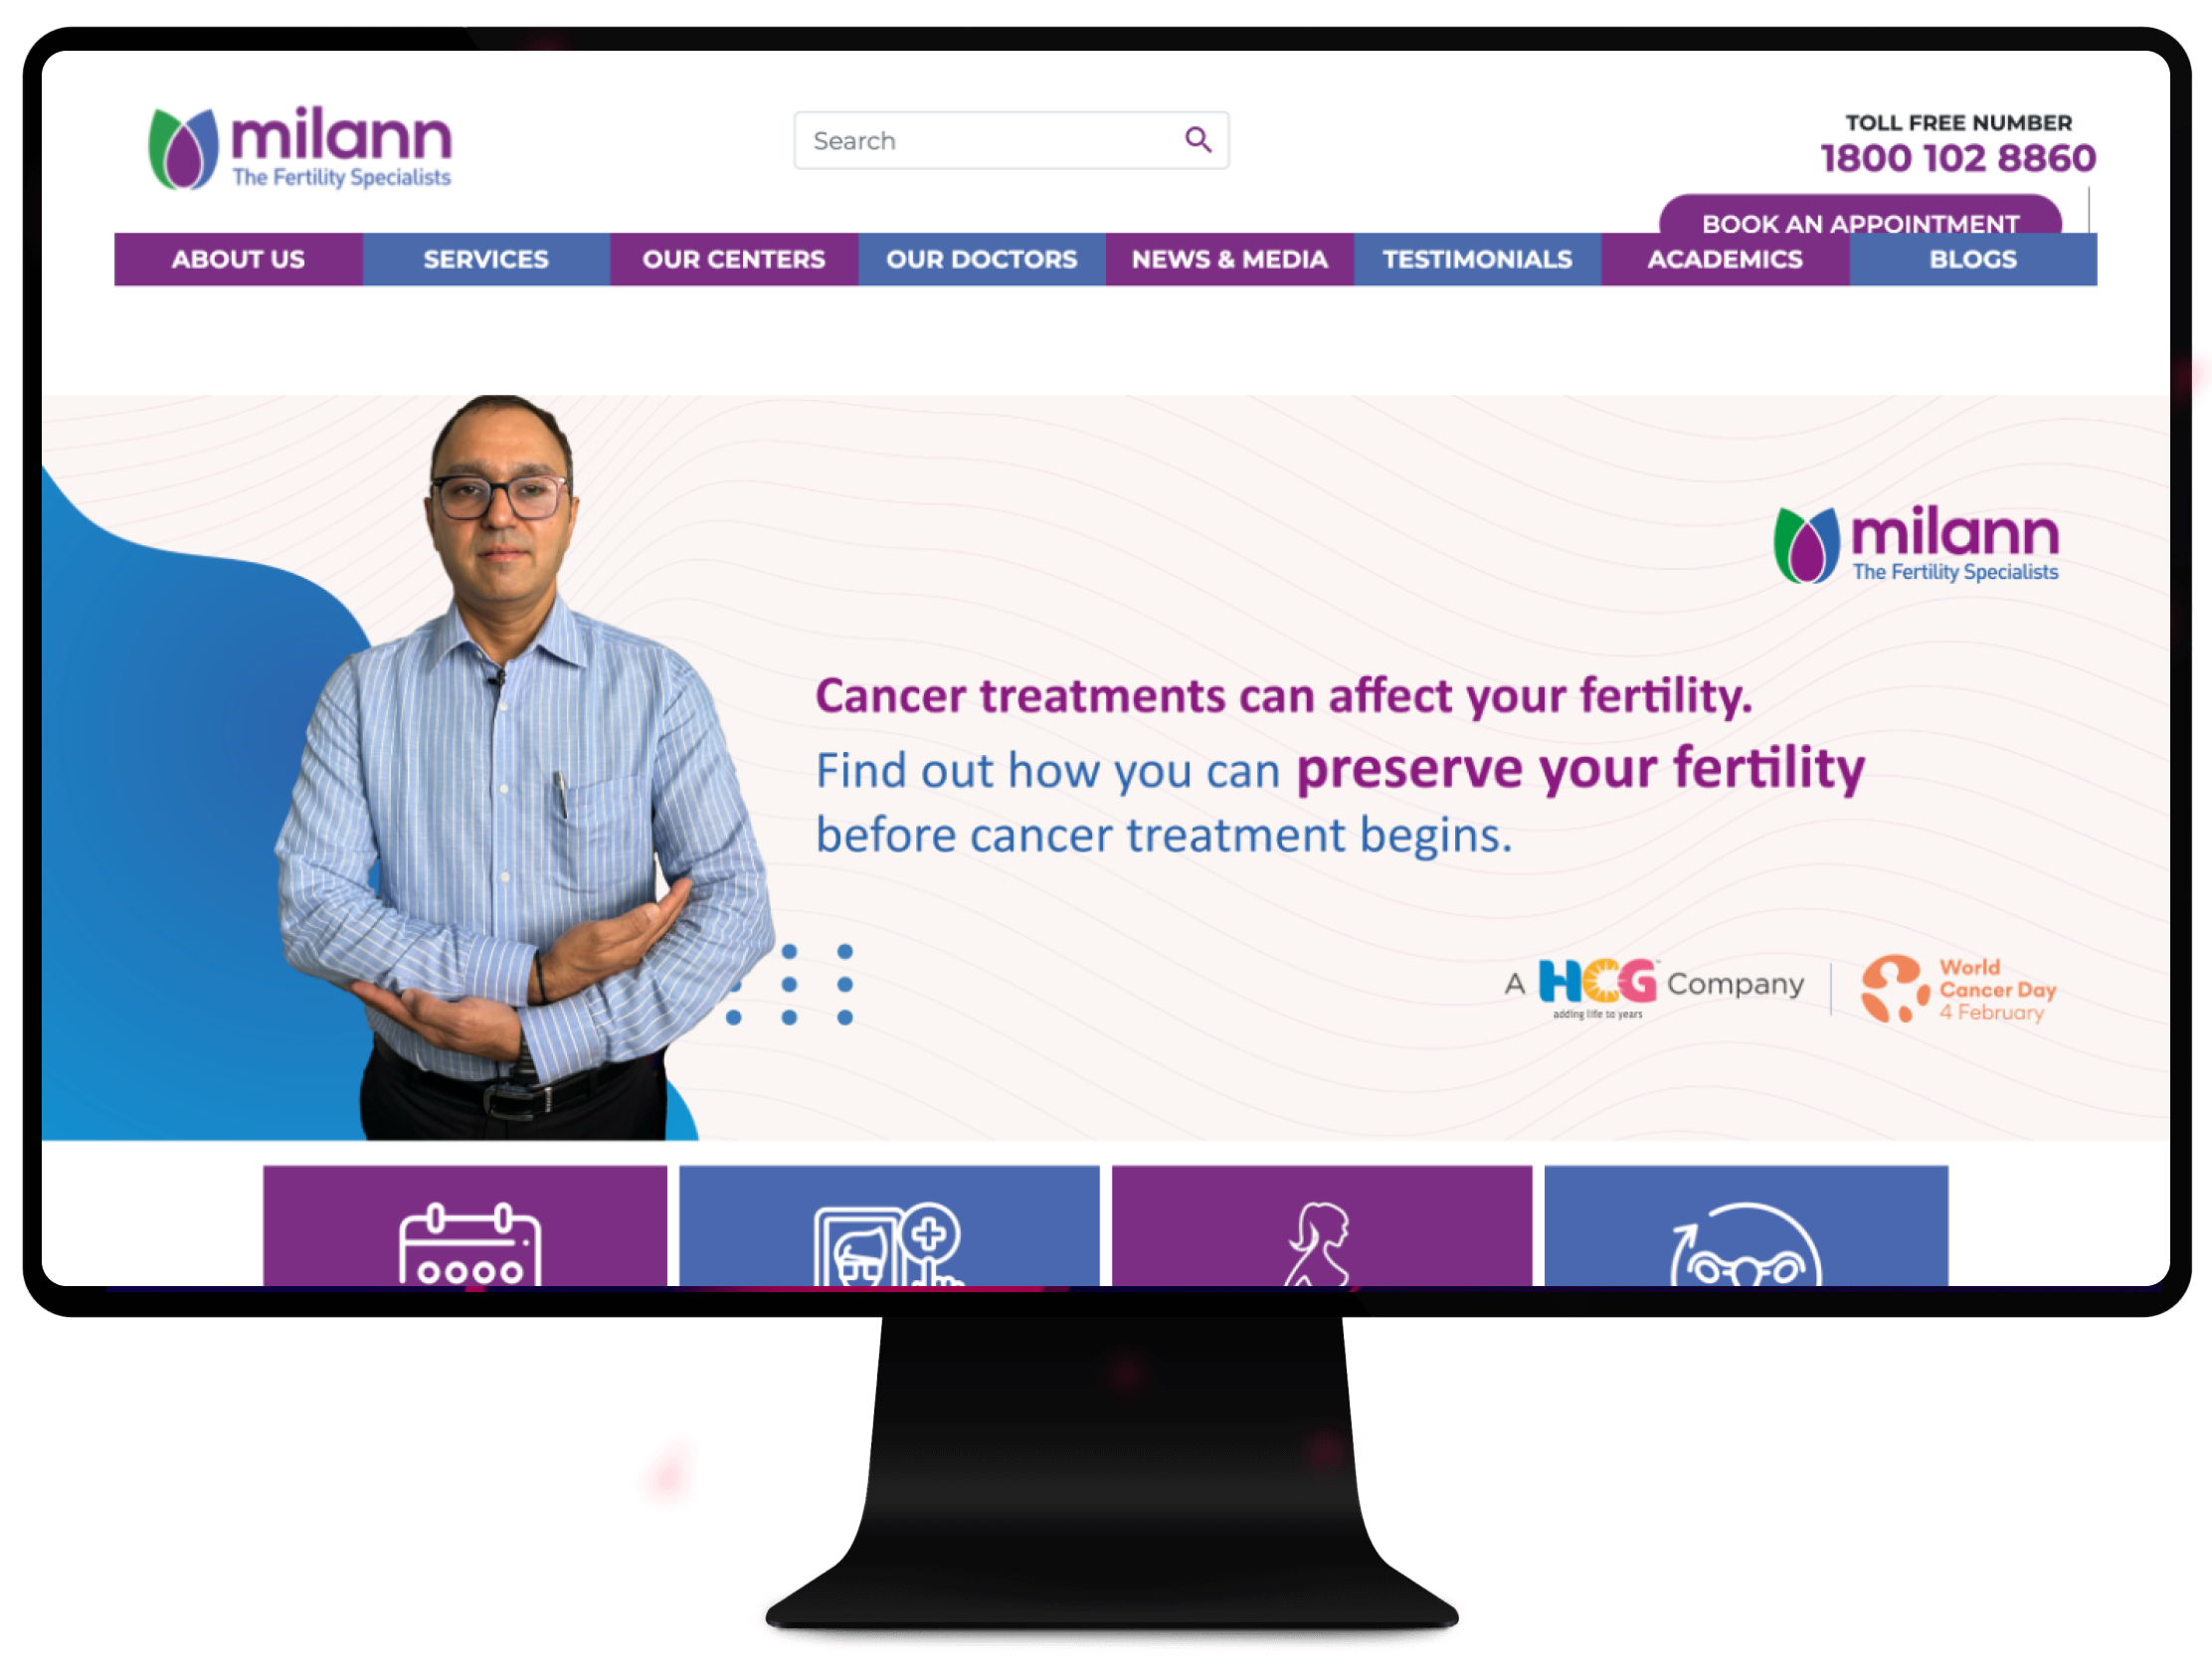 milann
The Fertility Specialists
Search
TOLL FREE NUMBER
1800 102 8860
BOOK AN APPOINTMENT
ABOUT US
SERVICES
OUR CENTERS
OUR DOCTORS
NEWS & MEDIA
TESTIMONIALS
ACADEMICS
BLOGS
milann
The Fertility Specialists
Cancer treatments can affect your fertility.
Find out how you can preserve your fertility
before cancer treatment begins.
A HCG™ Company
adding life to years
World
Cancer Day
4 February